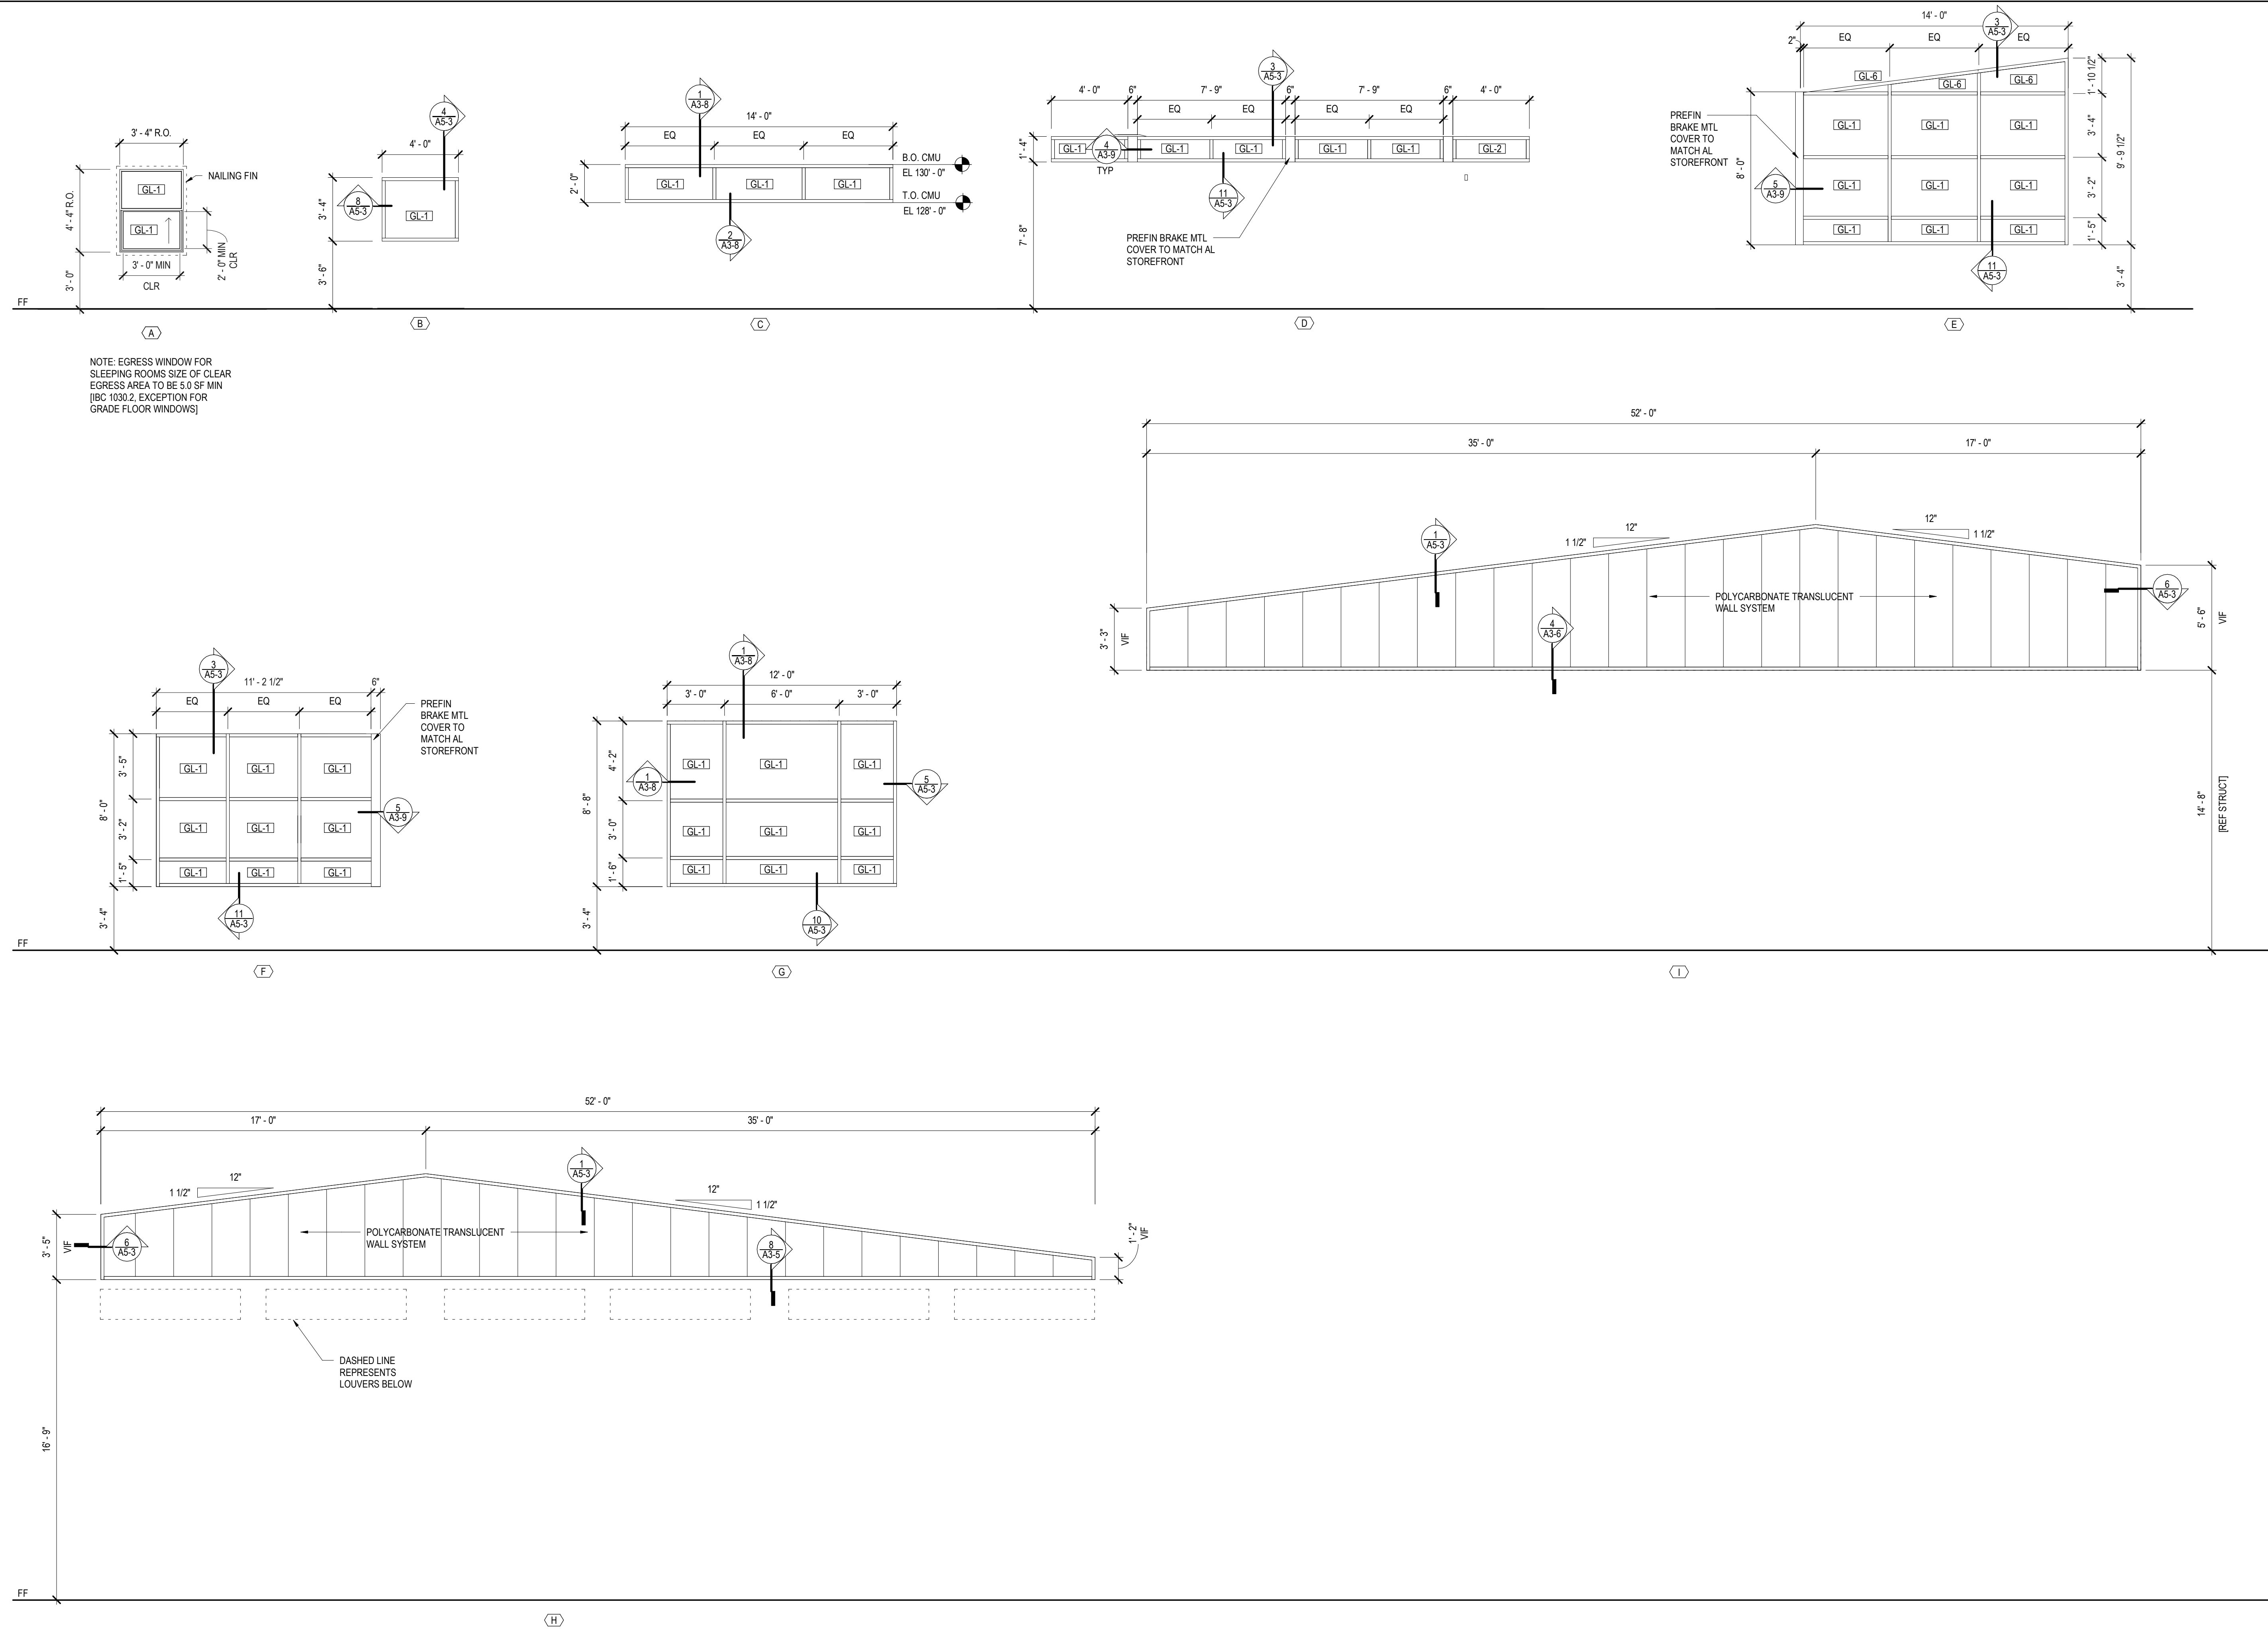 3' - 4" R.O.
4' - 4" R.O.
NAILING FIN
GL-1
GL-1
3' - 0" MIN
CLR
2' - 0" MIN
CLR
3' - 0"
FF
A
NOTE: EGRESS WINDOW FOR
SLEEPING ROOMS SIZE OF CLEAR
EGRESS AREA TO BE 5.0 SF MIN
[IBC 1030.2, EXCEPTION FOR
GRADE FLOOR WINDOWS]
4
A5-3
4' - 0"
8
A5-3
GL-1
3' - 4"
3' - 6"
B
1
A3-8
14' - 0"
EQ EQ EQ
2' - 0"
GL-1 GL-1 GL-1
B.O. CMU
EL 130' - 0"
T.O. CMU
EL 128' - 0"
2
A3-8
C
3
A5-3
4' - 0" 6" 7' - 9" 6" 7' - 9" 6" 4' - 0"
EQ EQ EQ EQ
1' - 4"
GL-1 GL-1 GL-1 GL-1 GL-1 GL-2
4
A3-9
TYP
11
A5-3
7' - 8"
PREFIN BRAKE MTL
COVER TO MATCH AL
STOREFRONT
D
14' - 0"
3
A5-3
2" EQ EQ EQ
GL-6 GL-6 GL-6
PREFIN
BRAKE MTL
COVER TO
MATCH AL
STOREFRONT
8' - 0"
5
A3-9
GL-1 GL-1 GL-1
GL-1 GL-1 GL-1
GL-1 GL-1 GL-1
1' - 10 1/2"
3' - 4"
3' - 2"
1' - 5"
9' - 9 1/2"
3' - 4"
11
A5-3
E
3
A5-3
11' - 2 1/2" 6"
EQ EQ EQ
PREFIN
BRAKE MTL
COVER TO
MATCH AL
STOREFRONT
3' - 5"
3' - 2"
1' - 5"
8' - 0"
3' - 4"
GL-1 GL-1 GL-1
GL-1 GL-1 GL-1
GL-1 GL-1 GL-1
5
A3-9
11
A5-3
FF
F
1
A3-8
12' - 0"
3' - 0" 6' - 0" 3' - 0"
4' - 2"
3' - 0"
1' - 6"
8' - 8"
3' - 4"
GL-1 GL-1 GL-1
GL-1 GL-1 GL-1
GL-1 GL-1 GL-1
1
A3-8
5
A5-3
10
A5-3
G
52' - 0"
35' - 0" 17' - 0"
1
A5-3
12"
1 1/2"
12"
1 1/2"
POLYCARBONATE TRANSLUCENT
WALL SYSTEM
4
A3-6
6
A5-3
3' - 3"
VIF
5' - 6"
VIF
14' - 8"
[REF STRUCT]
I
52' - 0"
17' - 0" 35' - 0"
12"
1 1/2"
1
A5-3
12"
1 1/2"
POLYCARBONATE TRANSLUCENT
WALL SYSTEM
3' - 5"
VIF
6
A5-3
8
A3-5
1' - 2"
VIF
DASHED LINE
REPRESENTS
LOUVERS BELOW
16' - 9"
FF
H